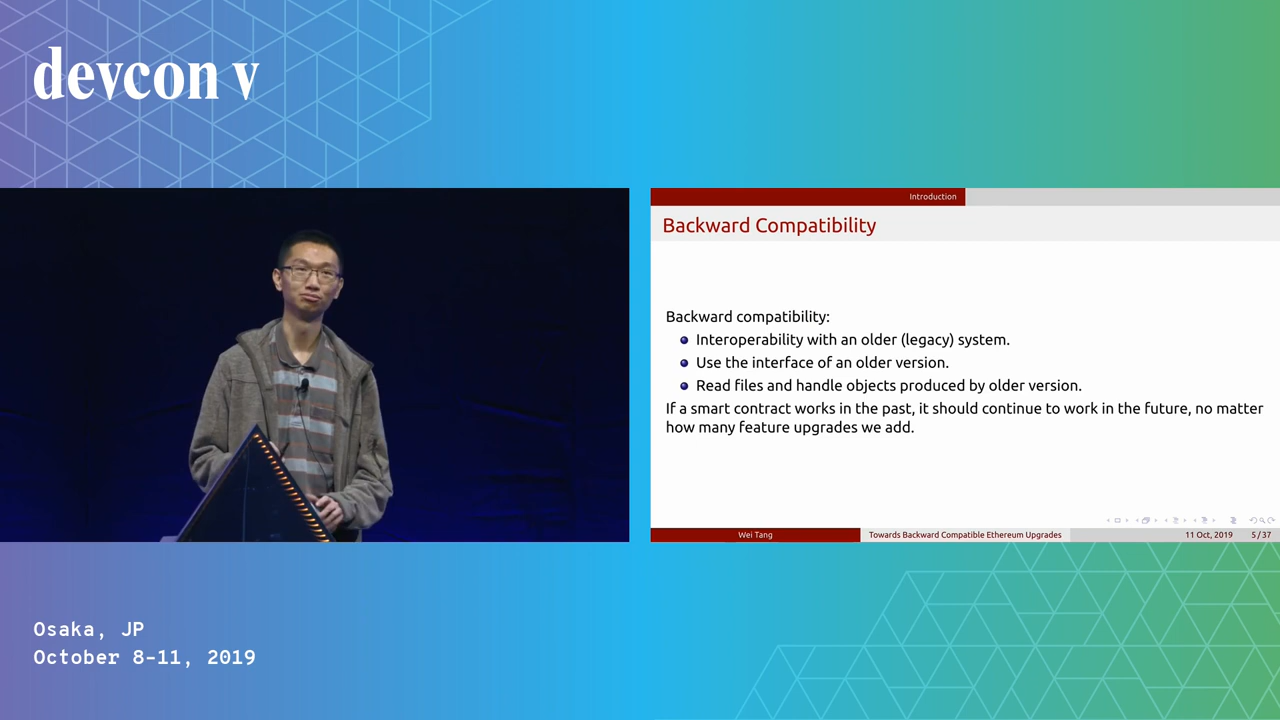 devcon v
Introduction
Backward Compatibility
Backward compatibility:
Interoperability with an older (legacy) system.
Use the interface of an older version.
Read files and handle objects produced by older version.
If a smart contract works in the past, it should continue to work in the future, no matter
how many feature upgrades we add.
Wei Tang
Towards Backward Compatible Ethereum Upgrades
11 Oct, 2019
5 / 37
Osaka, JP
October 8-11, 2019